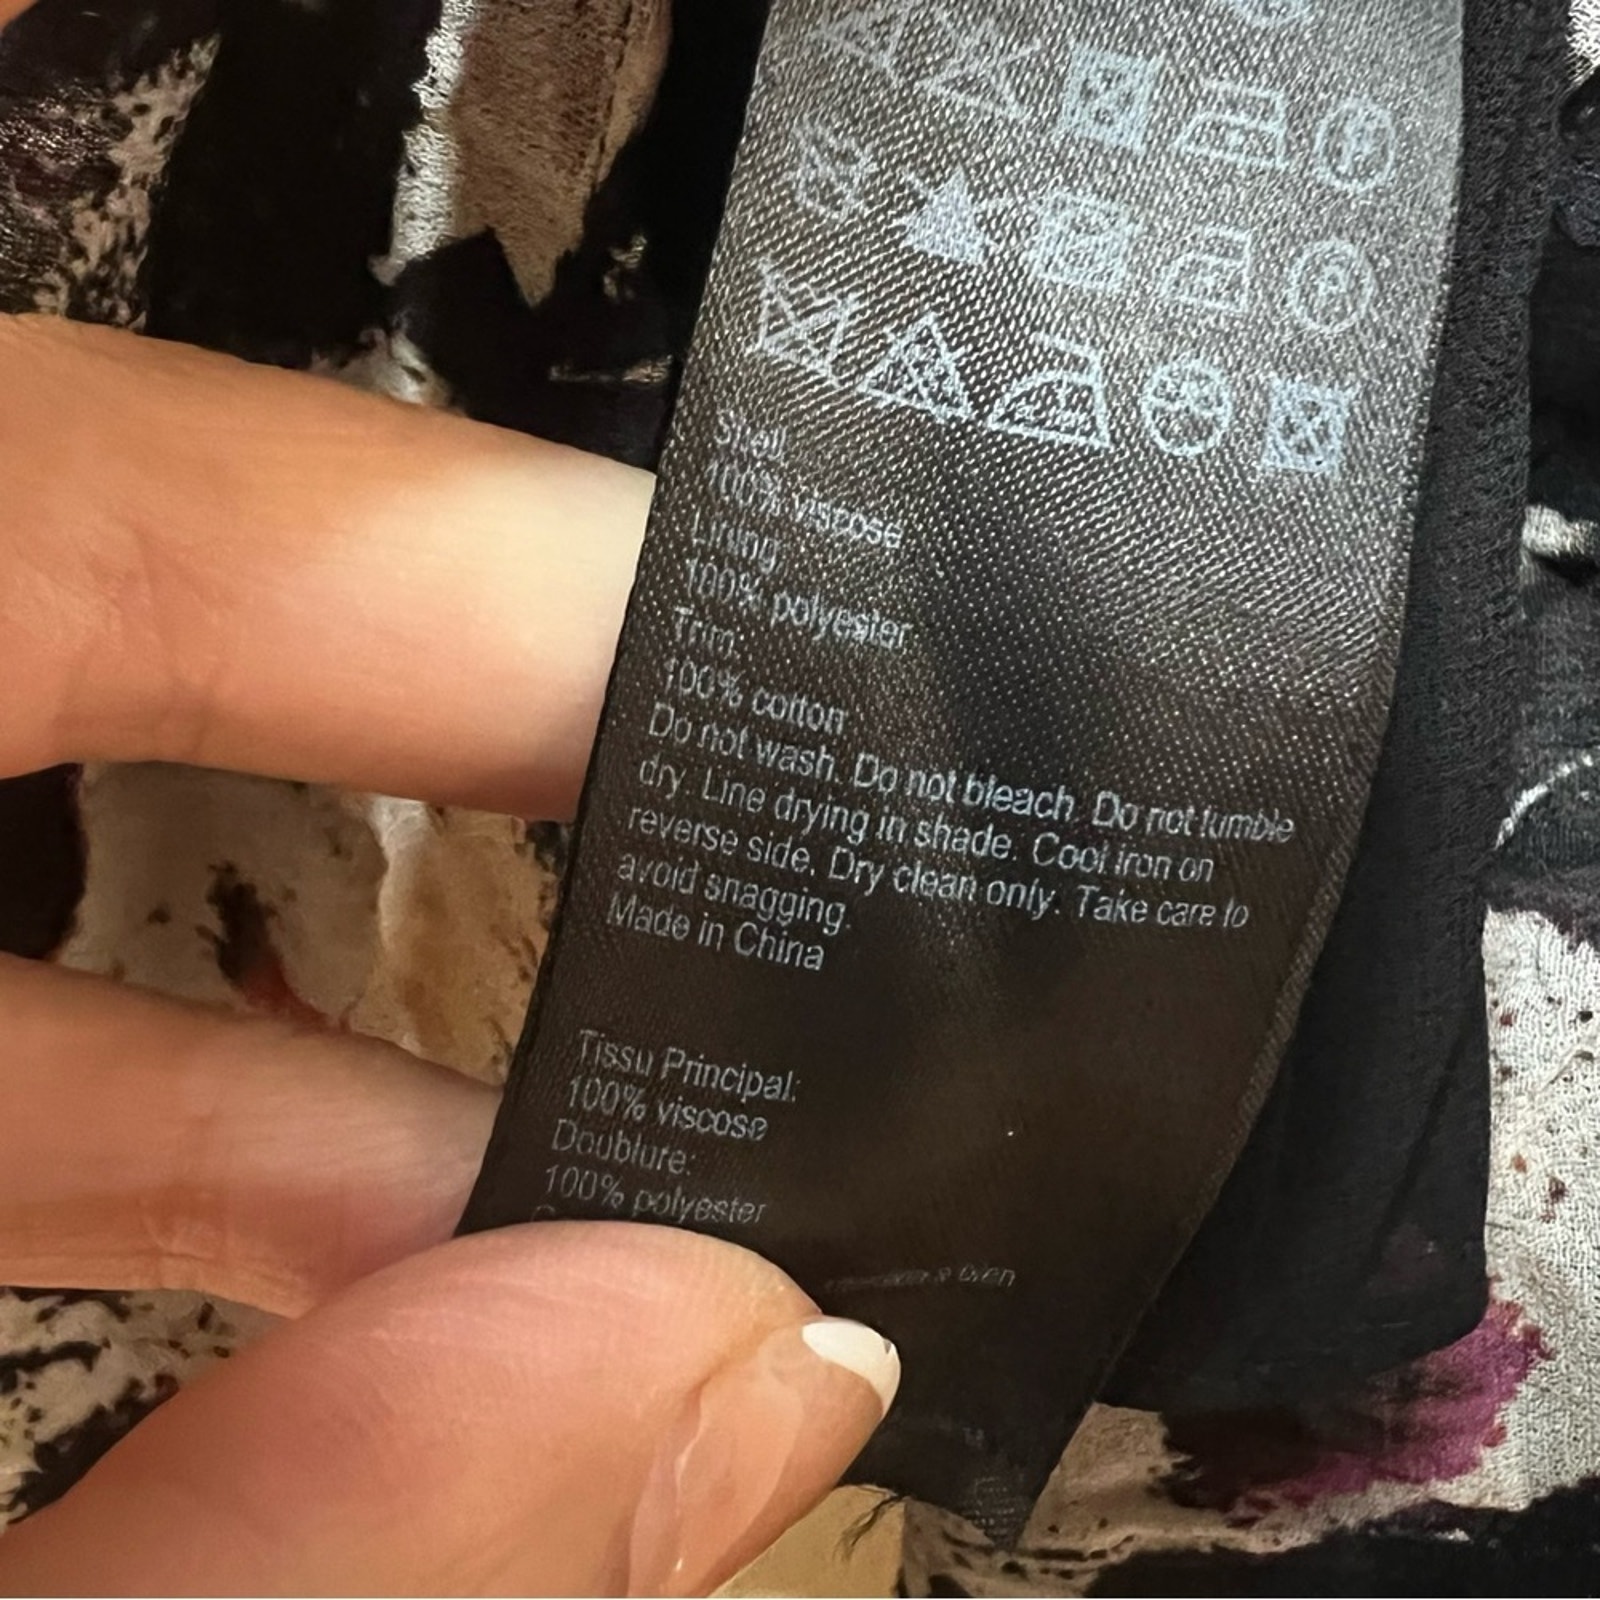 Shell:
100% viscose
Lining:
100% polyester
Trim:
100% cotton
Do not wash. Do not bleach. Do not tumble
dry. Line drying in shade. Cool iron on
reverse side. Dry clean only. Take care to
avoid snagging.
Made in China
Tissu Principal:
100% viscose
Doublure:
100% polyester